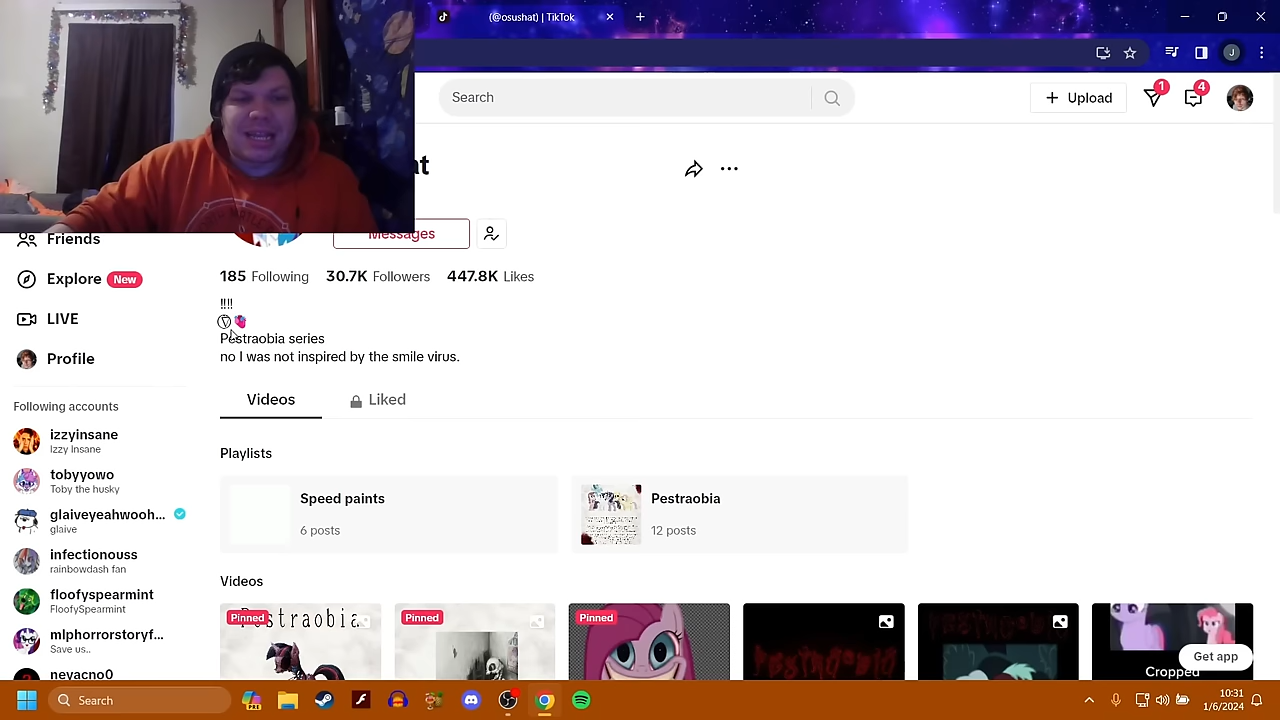 (@osushat) | TikTok
J
Search
Upload
1
4
at
Messages
Friends
Explore New
LIVE
Profile
185 Following 30.7K Followers 447.8K Likes
!!!!
Pestraobia series
no I was not inspired by the smile virus.
Videos Liked
Following accounts
izzyinsane
Izzy Insane
tobyyowo
Toby the husky
glaiveyeahwooh...
glaive
infectionouss
rainbowdash fan
floofyspearmint
FloofySpearmint
mlphorrorstoryf...
Save us..
nevacno0
Playlists
Speed paints
6 posts
Pestraobia
12 posts
Videos
Pinned
Pestraobia
Pinned
Pinned
Cropped
Get app
Search
PRE
10:31
1/6/2024